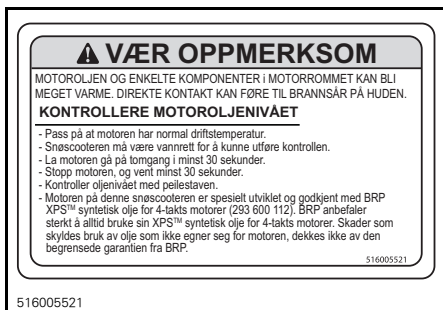 ⚠ VÆR OPPMERKSOM
MOTOROLJEN OG ENKELTE KOMPONENTER i MOTORROMMET KAN BLI
MEGET VARME. DIREKTE KONTAKT KAN FØRE TIL BRANNSÅR PÅ HUDEN.
KONTROLLERE MOTOROLJENIVÅET
- Pass på at motoren har normal driftstemperatur.
- Snøscooteren må være vannrett for å kunne utføre kontrollen.
- La motoren gå på tomgang i minst 30 sekunder.
- Stopp motoren, og vent minst 30 sekunder.
- Kontroller oljenivået med peilestaven.
- Motoren på denne snøscooteren er spesielt utviklet og godkjent med BRP
XPS™ syntetisk olje for 4-takts motorer (293 600 112). BRP anbefaler
sterkt å alltid bruke sin XPS™ syntetisk olje for 4-takts motorer. Skader som
skyldes bruk av olje som ikke egner seg for motoren, dekkes ikke av den
begrensede garantien fra BRP.
516005521
516005521